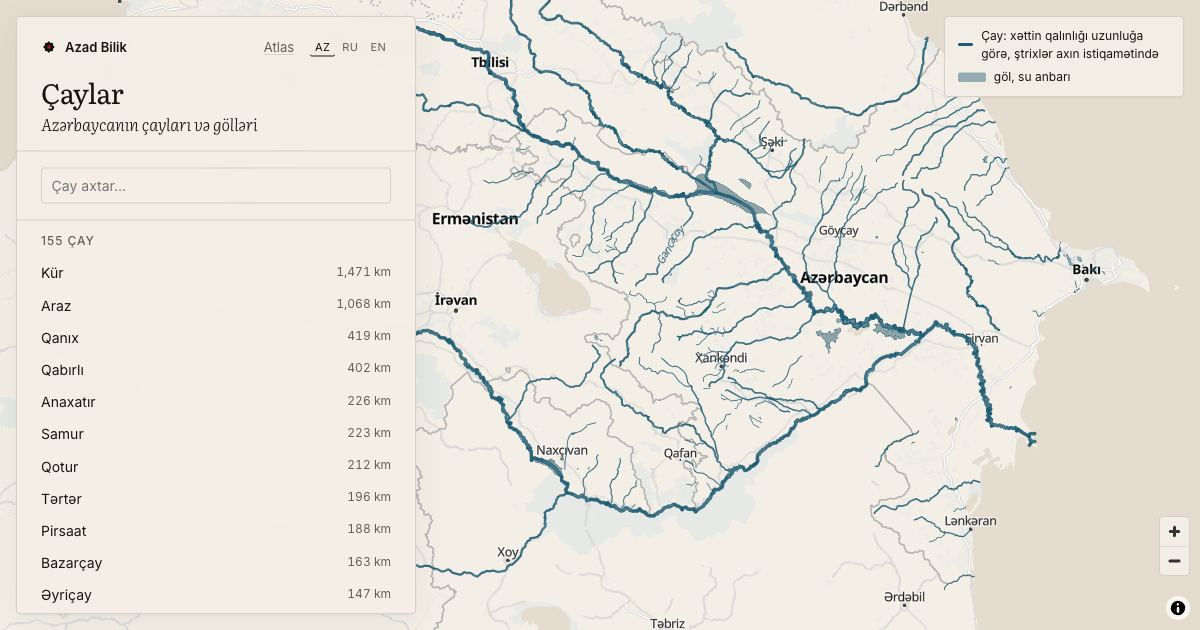 Azad Bilik
Atlas
AZ RU EN
Çaylar
Azərbaycanın çayları və gölləri
Çay axtar...
155 ÇAY
Kür 1,471 km
Araz 1,068 km
Qanıx 419 km
Qabırlı 402 km
Anaxatır 226 km
Samur 223 km
Qotur 212 km
Tərtər 196 km
Pirsaat 188 km
Bazarçay 163 km
Əyriçay 147 km
Çay: xəttin qalınlığı uzunluğa
görə, ştrixlər axın istiqamətində
göl, su anbarı
Dərbənd
Tbilisi
Şəki
Ermənistan
Göyçay
Gəncəçay
Bakı
Azərbaycan
İrəvan
Şirvan
Xankəndi
Naxçıvan
Qafan
Lənkəran
Xoy
Ərdəbil
Təbriz
+
−